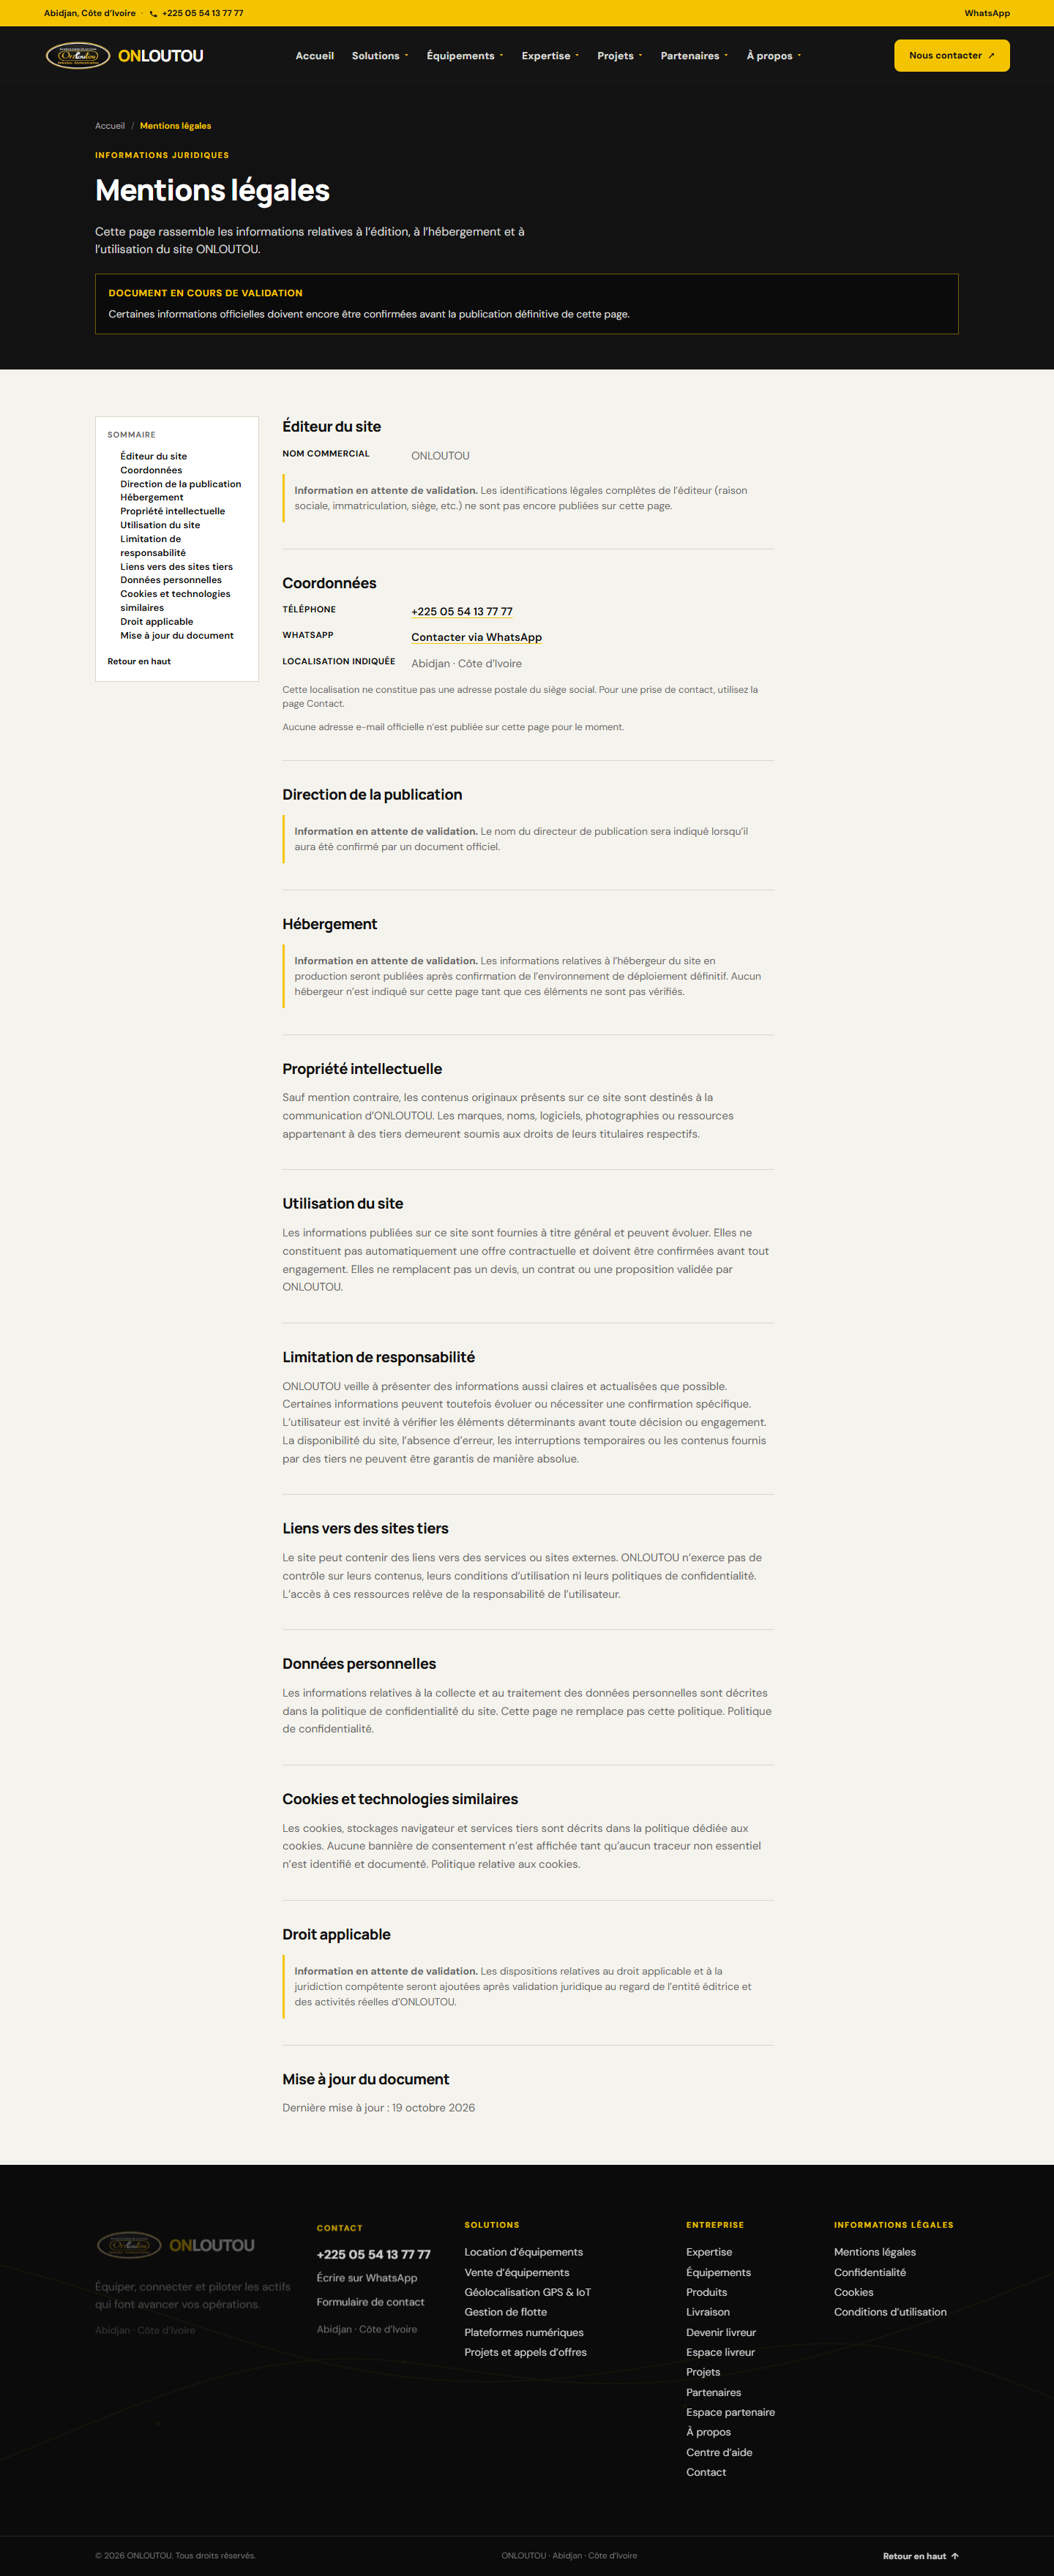 Abidjan, Côte d’Ivoire · +225 05 54 13 77 77
WhatsApp
ONLOUTOU
Accueil
Solutions
Équipements
Expertise
Projets
Partenaires
À propos
Nous contacter ↗
Accueil / Mentions légales
INFORMATIONS JURIDIQUES
Mentions légales
Cette page rassemble les informations relatives à l’édition, à l’hébergement et à
l’utilisation du site ONLOUTOU.
DOCUMENT EN COURS DE VALIDATION
Certaines informations officielles doivent encore être confirmées avant la publication définitive de cette page.
SOMMAIRE
Éditeur du site
Coordonnées
Direction de la publication
Hébergement
Propriété intellectuelle
Utilisation du site
Limitation de
responsabilité
Liens vers des sites tiers
Données personnelles
Cookies et technologies
similaires
Droit applicable
Mise à jour du document
Retour en haut
Éditeur du site
NOM COMMERCIAL
ONLOUTOU
Information en attente de validation. Les identifications légales complètes de l’éditeur (raison
sociale, immatriculation, siège, etc.) ne sont pas encore publiées sur cette page.
Coordonnées
TÉLÉPHONE
+225 05 54 13 77 77
WHATSAPP
Contacter via WhatsApp
LOCALISATION INDIQUÉE
Abidjan · Côte d’Ivoire
Cette localisation ne constitue pas une adresse postale du siège social. Pour une prise de contact, utilisez la
page Contact.
Aucune adresse e-mail officielle n’est publiée sur cette page pour le moment.
Direction de la publication
Information en attente de validation. Le nom du directeur de publication sera indiqué lorsqu’il
aura été confirmé par un document officiel.
Hébergement
Information en attente de validation. Les informations relatives à l’hébergeur du site en
production seront publiées après confirmation de l’environnement de déploiement définitif. Aucun
hébergeur n’est indiqué sur cette page tant que ces éléments ne sont pas vérifiés.
Propriété intellectuelle
Sauf mention contraire, les contenus originaux présents sur ce site sont destinés à la
communication d’ONLOUTOU. Les marques, noms, logiciels, photographies ou ressources
appartenant à des tiers demeurent soumis aux droits de leurs titulaires respectifs.
Utilisation du site
Les informations publiées sur ce site sont fournies à titre général et peuvent évoluer. Elles ne
constituent pas automatiquement une offre contractuelle et doivent être confirmées avant tout
engagement. Elles ne remplacent pas un devis, un contrat ou une proposition validée par
ONLOUTOU.
Limitation de responsabilité
ONLOUTOU veille à présenter des informations aussi claires et actualisées que possible.
Certaines informations peuvent toutefois évoluer ou nécessiter une confirmation spécifique.
L’utilisateur est invité à vérifier les éléments déterminants avant toute décision ou engagement.
La disponibilité du site, l’absence d’erreur, les interruptions temporaires ou les contenus fournis
par des tiers ne peuvent être garantis de manière absolue.
Liens vers des sites tiers
Le site peut contenir des liens vers des services ou sites externes. ONLOUTOU n’exerce pas de
contrôle sur leurs contenus, leurs conditions d’utilisation ni leurs politiques de confidentialité.
L’accès à ces ressources relève de la responsabilité de l’utilisateur.
Données personnelles
Les informations relatives à la collecte et au traitement des données personnelles sont décrites
dans la politique de confidentialité du site. Cette page ne remplace pas cette politique. Politique
de confidentialité.
Cookies et technologies similaires
Les cookies, stockages navigateur et services tiers sont décrits dans la politique dédiée aux
cookies. Aucune bannière de consentement n’est affichée tant qu’aucun traceur non essentiel
n’est identifié et documenté. Politique relative aux cookies.
Droit applicable
Information en attente de validation. Les dispositions relatives au droit applicable et à la
juridiction compétente seront ajoutées après validation juridique au regard de l’entité éditrice et
des activités réelles d’ONLOUTOU.
Mise à jour du document
Dernière mise à jour : 19 octobre 2026
ONLOUTOU
Équiper, connecter et piloter les actifs
qui font avancer vos opérations.
Abidjan · Côte d’Ivoire
CONTACT
+225 05 54 13 77 77
Écrire sur WhatsApp
Formulaire de contact
Abidjan · Côte d’Ivoire
SOLUTIONS
Location d’équipements
Vente d’équipements
Géolocalisation GPS & IoT
Gestion de flotte
Plateformes numériques
Projets et appels d’offres
ENTREPRISE
Expertise
Équipements
Produits
Livraison
Devenir livreur
Espace livreur
Projets
Partenaires
Espace partenaire
À propos
Centre d’aide
Contact
INFORMATIONS LÉGALES
Mentions légales
Confidentialité
Cookies
Conditions d’utilisation
© 2026 ONLOUTOU. Tous droits réservés.
ONLOUTOU · Abidjan · Côte d’Ivoire
Retour en haut ↑